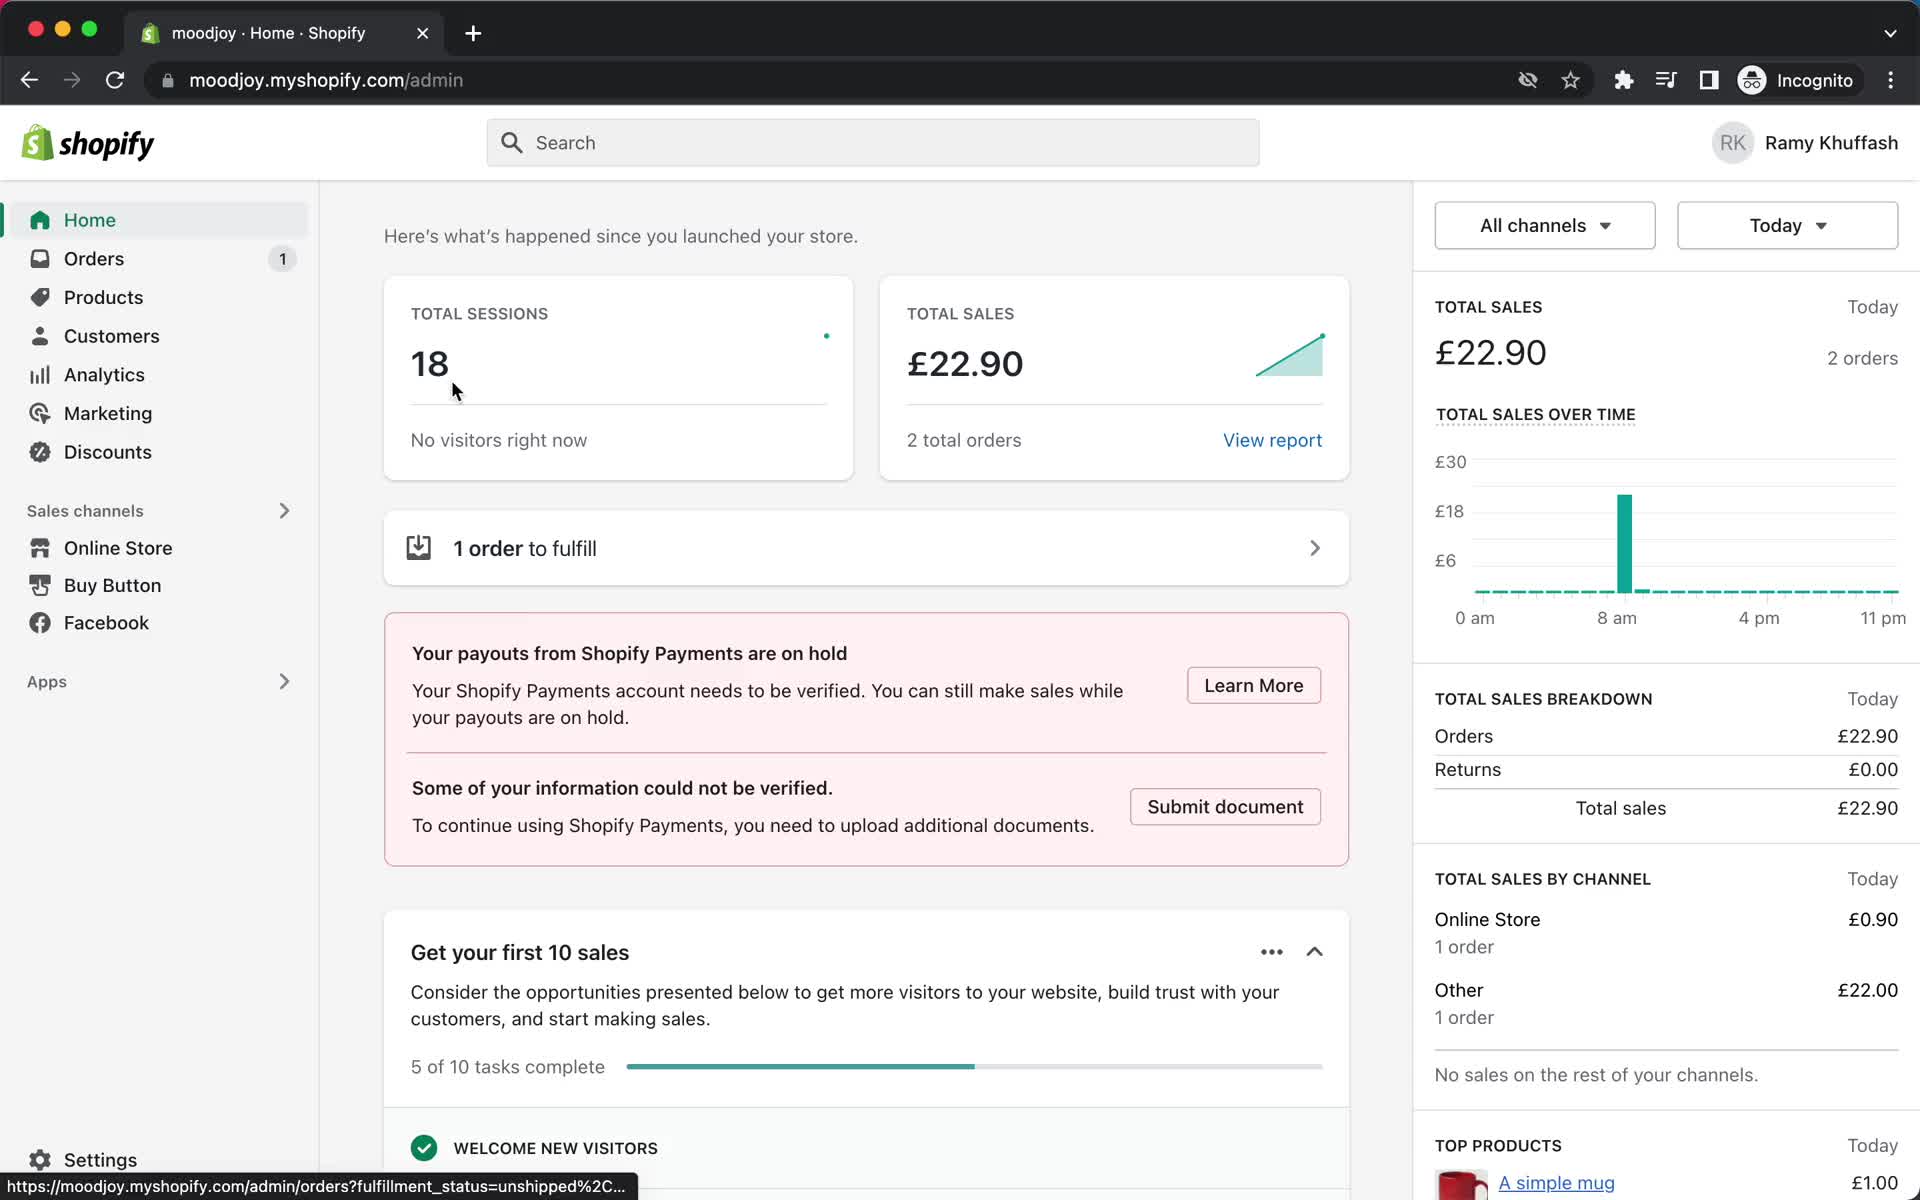 moodjoy · Home · Shopify
moodjoy.myshopify.com/admin
Incognito
shopify
Search
RK
Ramy Khuffash
Home
Orders
1
Products
Customers
Analytics
Marketing
Discounts
Sales channels
Online Store
Buy Button
Facebook
Apps
Settings
https://moodjoy.myshopify.com/admin/orders?fulfillment_status=unshipped%2C...
Here's what's happened since you launched your store.
TOTAL SESSIONS
18
No visitors right now
TOTAL SALES
£22.90
2 total orders
View report
1 order to fulfill
Your payouts from Shopify Payments are on hold
Your Shopify Payments account needs to be verified. You can still make sales while
your payouts are on hold.
Learn More
Some of your information could not be verified.
To continue using Shopify Payments, you need to upload additional documents.
Submit document
Get your first 10 sales
Consider the opportunities presented below to get more visitors to your website, build trust with your
customers, and start making sales.
5 of 10 tasks complete
WELCOME NEW VISITORS
All channels
Today
TOTAL SALES
Today
£22.90
2 orders
TOTAL SALES OVER TIME
£30
£18
£6
0 am
8 am
4 pm
11 pm
TOTAL SALES BREAKDOWN
Today
Orders
£22.90
Returns
£0.00
Total sales
£22.90
TOTAL SALES BY CHANNEL
Today
Online Store
£0.90
1 order
Other
£22.00
1 order
No sales on the rest of your channels.
TOP PRODUCTS
Today
A simple mug
£1.00